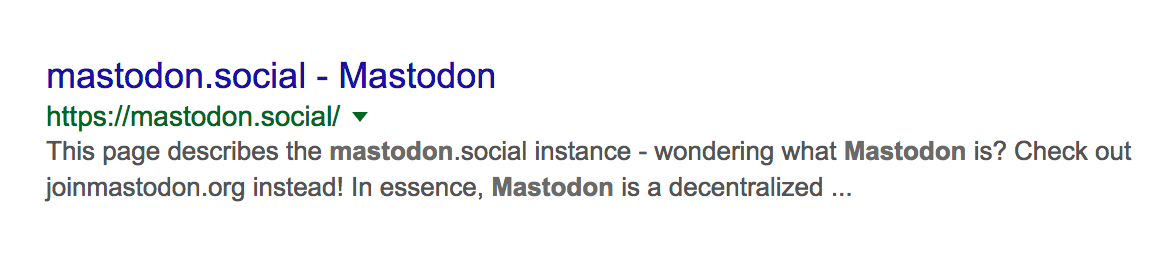 mastodon.social - Mastodon
https://mastodon.social/
This page describes the mastodon.social instance - wondering what Mastodon is? Check out
joinmastodon.org instead! In essence, Mastodon is a decentralized ...